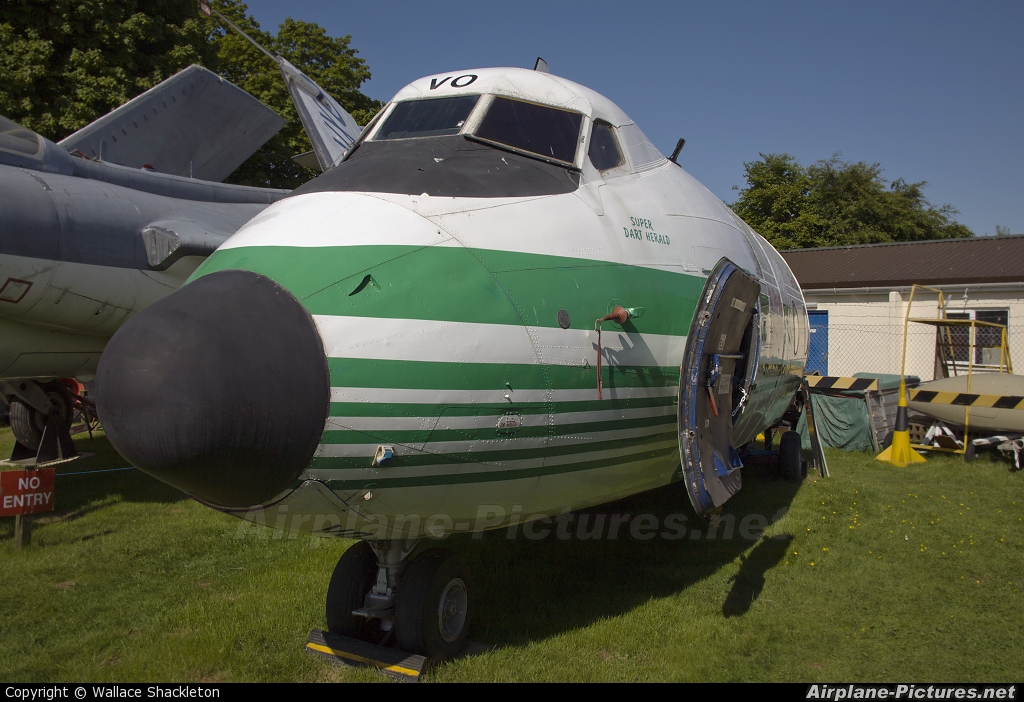 VO
SUPER
DART HERALD
NO
ENTRY
Airplane-Pictures.net
Copyright © Wallace Shackleton
Airplane-Pictures.net